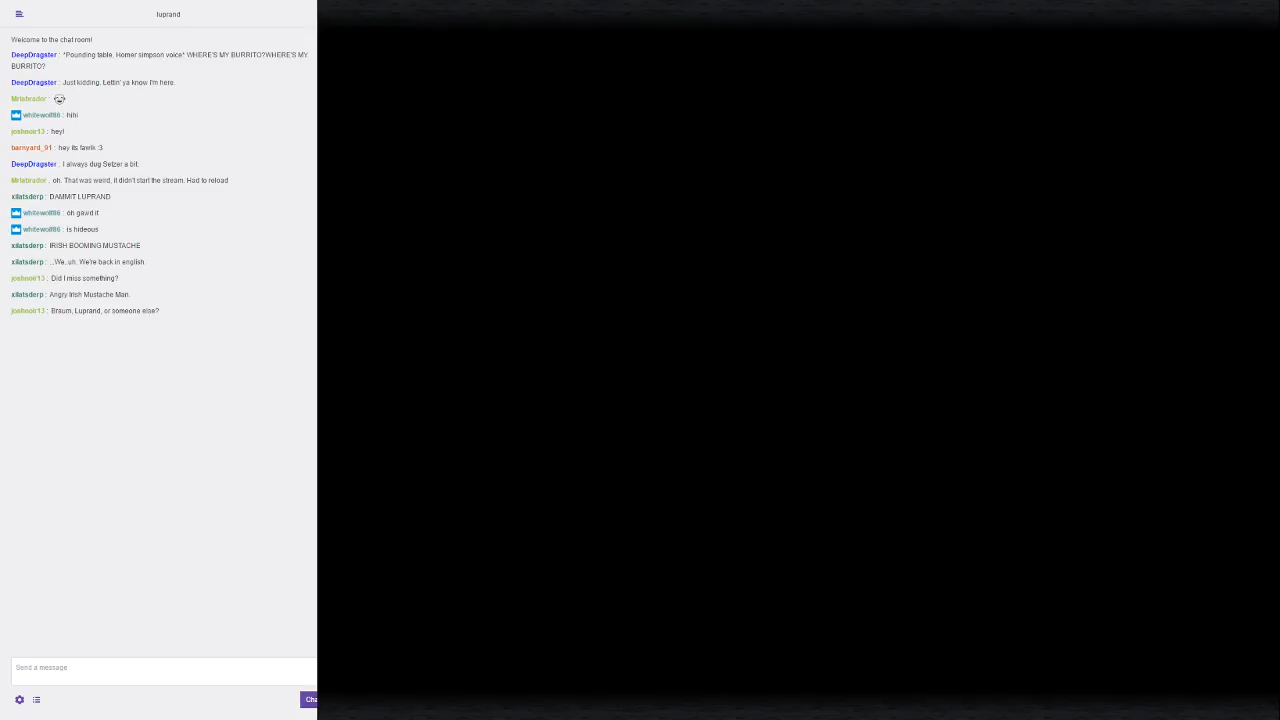 luprand
Welcome to the chat room!
DeepDragster : *Pounding table, Homer simpson voice* WHERE'S MY BURRITO?WHERE'S MY
BURRITO?
DeepDragster : Just kidding. Lettin' ya know I'm here.
Mrlabrador :
whitewolf86 : hihi
joshnoir13 : hey!
barnyard_91 : hey its fawlk :3
DeepDragster : I always dug Setzer a bit.
Mrlabrador : oh. That was weird, it didn't start the stream. Had to reload
xilatsderp : DAMMIT LUPRAND
whitewolf86 : oh gawd it
whitewolf86 : is hideous
xilatsderp : IRISH BOOMING MUSTACHE
xilatsderp : ...We..uh. We're back in english.
joshnoir13 : Did I miss something?
xilatsderp : Angry Irish Mustache Man.
joshnoir13 : Braum, Luprand, or someone else?
Send a message
Cha